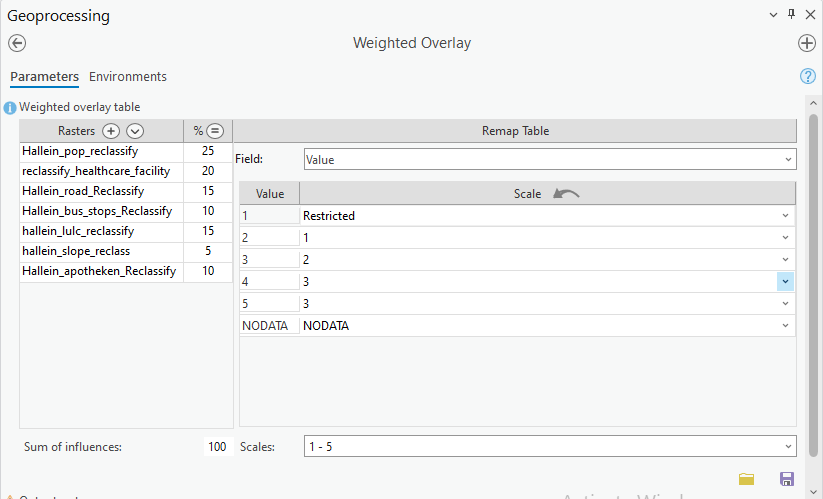 Geoprocessing
Weighted Overlay
Parameters Environments
Weighted overlay table
Rasters % Remap Table
Hallein_pop_reclassify 25
reclassify_healthcare_facility 20
Hallein_road_Reclassify 15
Hallein_bus_stops_Reclassify 10
hallein_lulc_reclassify 15
hallein_slope_reclass 5
Hallein_apotheken_Reclassify 10
Field: Value
Value Scale
1 Restricted
2 1
3 2
4 3
5 3
NODATA NODATA
Sum of influences: 100 Scales: 1 - 5